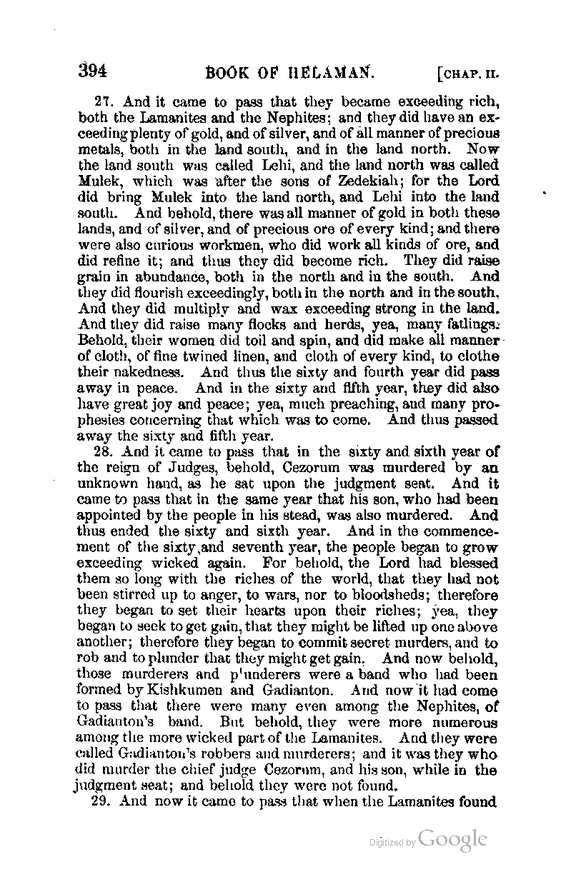 394 BOOK OF HELAMAN. [CHAP. II.
27. And it came to pass that they became exceeding rich,
both the Lamanites and the Nephites; and they did have an ex-
ceeding plenty of gold, and of silver, and of all manner of precious
metals, both in the land south, and in the land north. Now
the land south was called Lehi, and the land north was called
Mulek, which was after the sons of Zedekiah; for the Lord
did bring Mulek into the land north, and Lehi into the land
south. And behold, there was all manner of gold in both these
lands, and of silver, and of precious ore of every kind; and there
were also curious workmen, who did work all kinds of ore, and
did refine it; and thus they did become rich. They did raise
grain in abundance, both in the north and in the south. And
they did flourish exceedingly, both in the north and in the south.
And they did multiply and wax exceeding strong in the land.
And they did raise many flocks and herds, yea, many fatlings.
Behold, their women did toil and spin, and did make all manner
of cloth, of fine twined linen, and cloth of every kind, to clothe
their nakedness. And thus the sixty and fourth year did pass
away in peace. And in the sixty and fifth year, they did also
have great joy and peace; yea, much preaching, and many pro-
phesies concerning that which was to come. And thus passed
away the sixty and fifth year.
28. And it came to pass that in the sixty and sixth year of
the reign of Judges, behold, Cezorum was murdered by an
unknown hand, as he sat upon the judgment seat. And it
came to pass that in the same year that his son, who had been
appointed by the people in his stead, was also murdered. And
thus ended the sixty and sixth year. And in the commence-
ment of the sixty and seventh year, the people began to grow
exceeding wicked again. For behold, the Lord had blessed
them so long with the riches of the world, that they had not
been stirred up to anger, to wars, nor to bloodsheds; therefore
they began to set their hearts upon their riches; yea, they
began to seek to get gain, that they might be lifted up one above
another; therefore they began to commit secret murders, and to
rob and to plunder that they might get gain. And now behold,
those murderers and plunderers were a band who had been
formed by Kishkumen and Gadianton. And now it had come
to pass that there were many even among the Nephites, of
Gadianton's band. But behold, they were more numerous
among the more wicked part of the Lamanites. And they were
called Gadianton's robbers and murderers; and it was they who
did murder the chief judge Cezorum, and his son, while in the
judgment seat; and behold they were not found.
29. And now it came to pass that when the Lamanites found
Digitized by Google